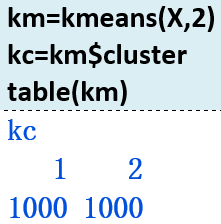 km=kmeans(X,2)
kc=km$cluster
table(km)
kc
1 2
1000 1000